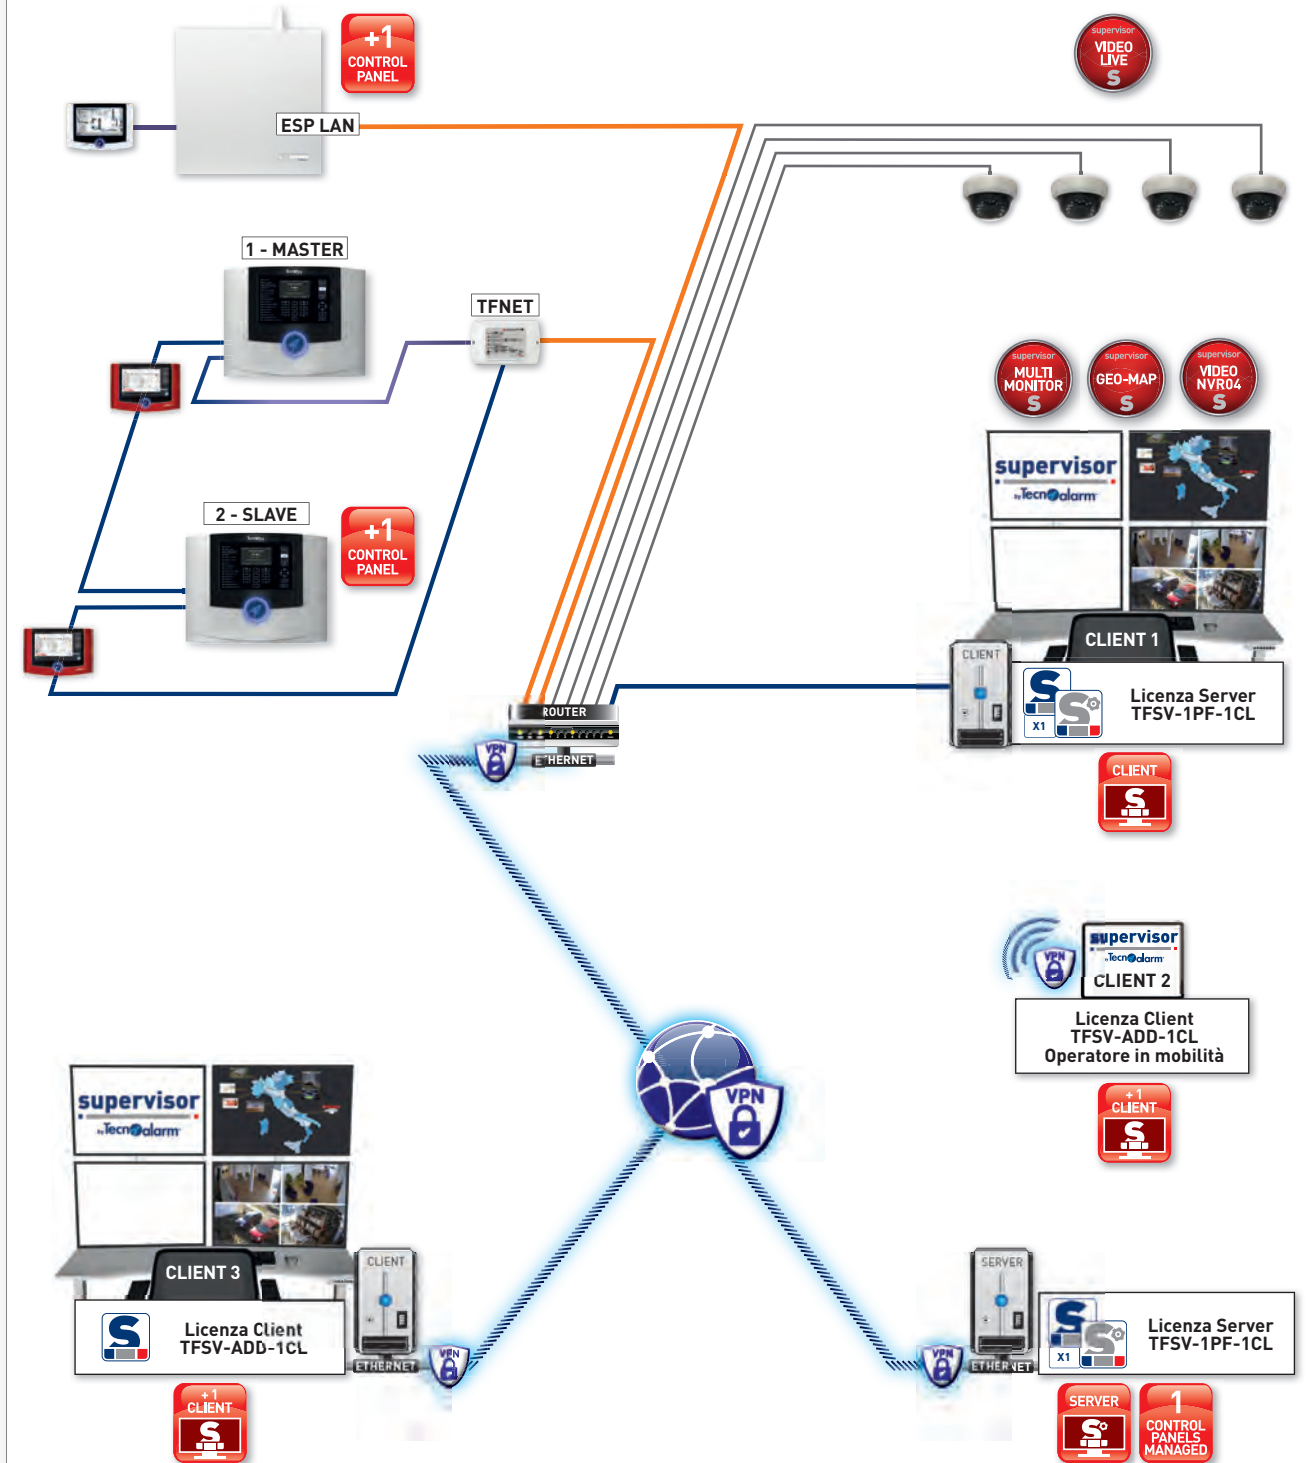 +1
CONTROL
PANEL
supervisor
VIDEO
LIVE
S
ESP LAN
1 - MASTER
TFNET
supervisor
MULTI
MONITOR
S
supervisor
GEO-MAP
S
supervisor
VIDEO
NVR04
S
supervisor
by Tecnoalarm
2 - SLAVE
+1
CONTROL
PANEL
CLIENT 1
CLIENT
S
X1
S
Licenza Server
TFSV-1PF-1CL
ROUTER
VPN
ETHERNET
CLIENT
S
supervisor
by Tecnoalarm
CLIENT 2
VPN
Licenza Client
TFSV-ADD-1CL
Operatore in mobilità
+1
CLIENT
S
VPN
supervisor
by Tecnoalarm
CLIENT 3
CLIENT
S
Licenza Client
TFSV-ADD-1CL
ETHERNET
VPN
+1
CLIENT
S
SERVER
VPN
ETHERNET
S
X1
S
Licenza Server
TFSV-1PF-1CL
SERVER
S
1
CONTROL
PANELS
MANAGED